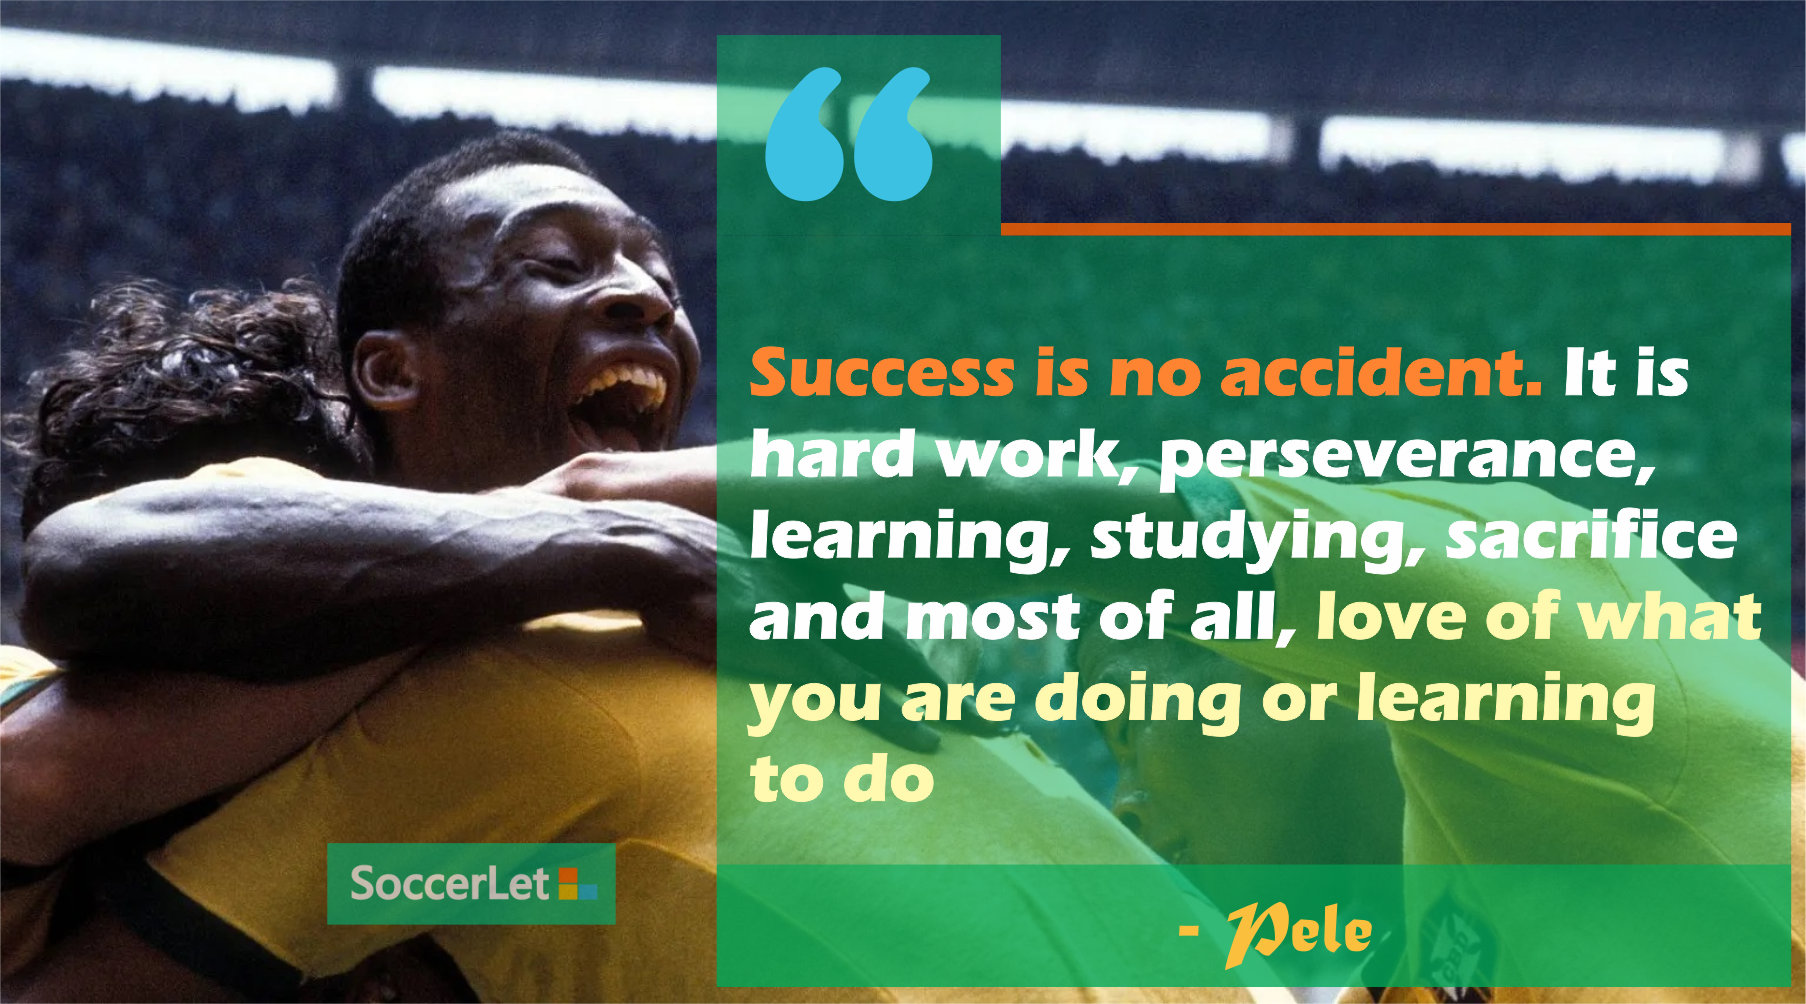 “
Success is no accident. It is
hard work, perseverance,
learning, studying, sacrifice
and most of all, love of what
you are doing or learning
to do
- Pele
SoccerLet
CBD